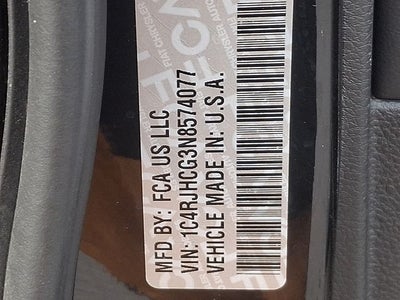 MFD BY: FCA US LLC
VIN: 1C4RJHCG3N8574077
VEHICLE MADE IN: U.S.A.